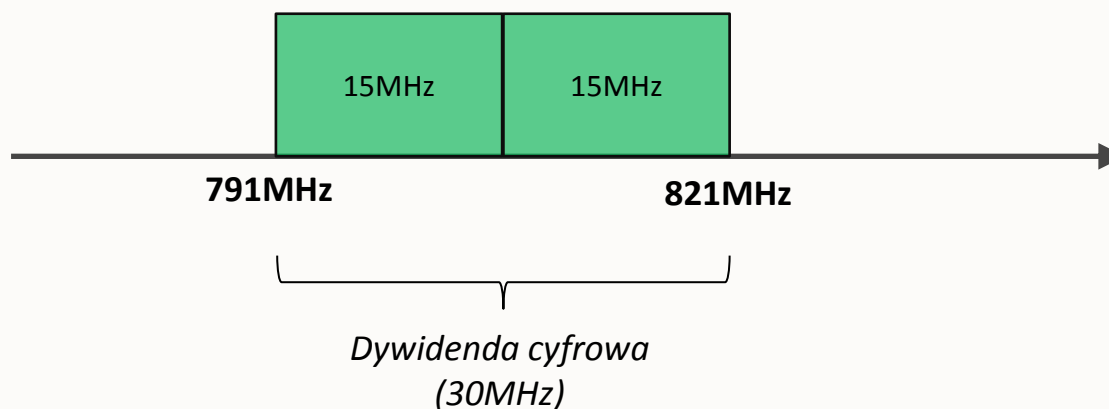 15MHz
15MHz
791MHz
821MHz
Dywidenda cyfrowa
(30MHz)